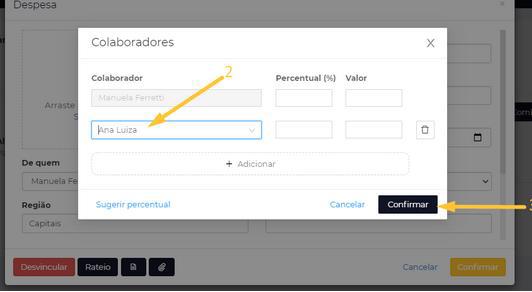 Despesa
Colaboradores
X
Colaborador
Percentual (%)
Valor
Manuela Ferretti
2
Ana Luiza
Arraste
S
+ Adicionar
De quem
Manuela Fe
Sugerir percentual
Cancelar
Confirmar
Região
Capitais
Desvincular
Rateio
Cancelar
Confirmar